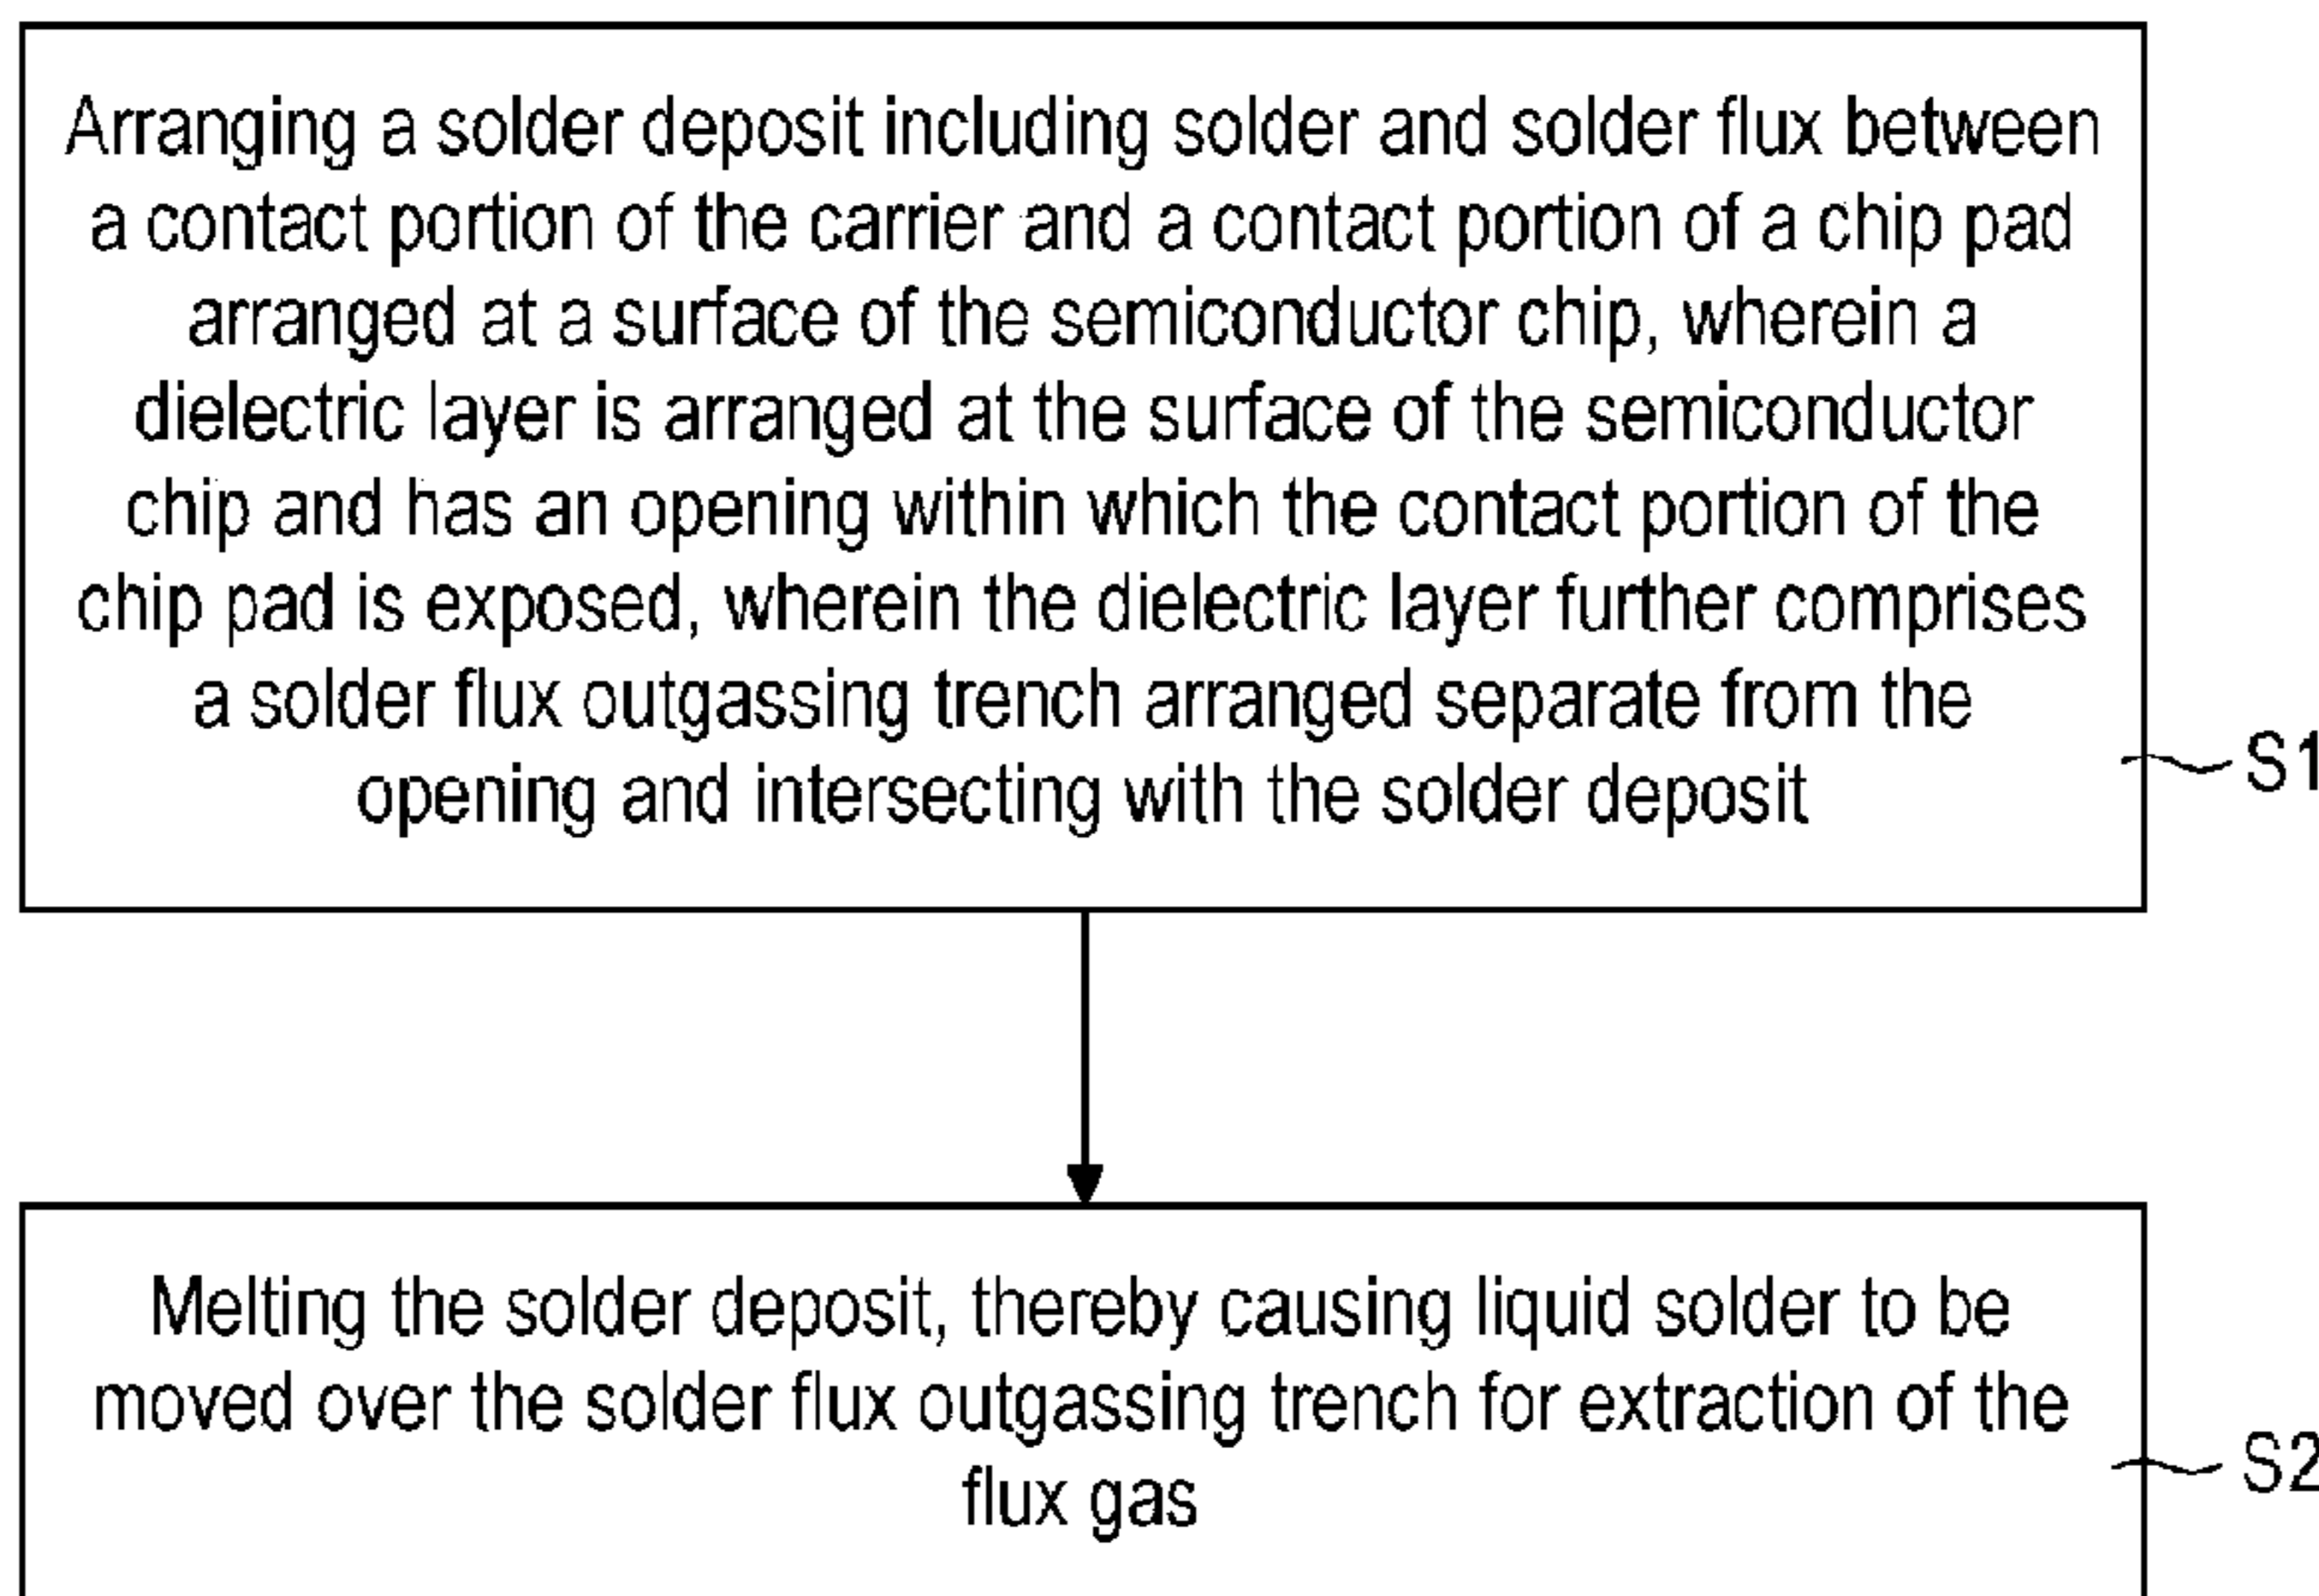 Arranging a solder deposit including solder and solder flux between
a contact portion of the carrier and a contact portion of a chip pad
arranged at a surface of the semiconductor chip, wherein a
dielectric layer is arranged at the surface of the semiconductor
chip and has an opening within which the contact portion of the
chip pad is exposed, wherein the dielectric layer further comprises
a solder flux outgassing trench arranged separate from the
opening and intersecting with the solder deposit
S1
Melting the solder deposit, thereby causing liquid solder to be
moved over the solder flux outgassing trench for extraction of the
flux gas
S2